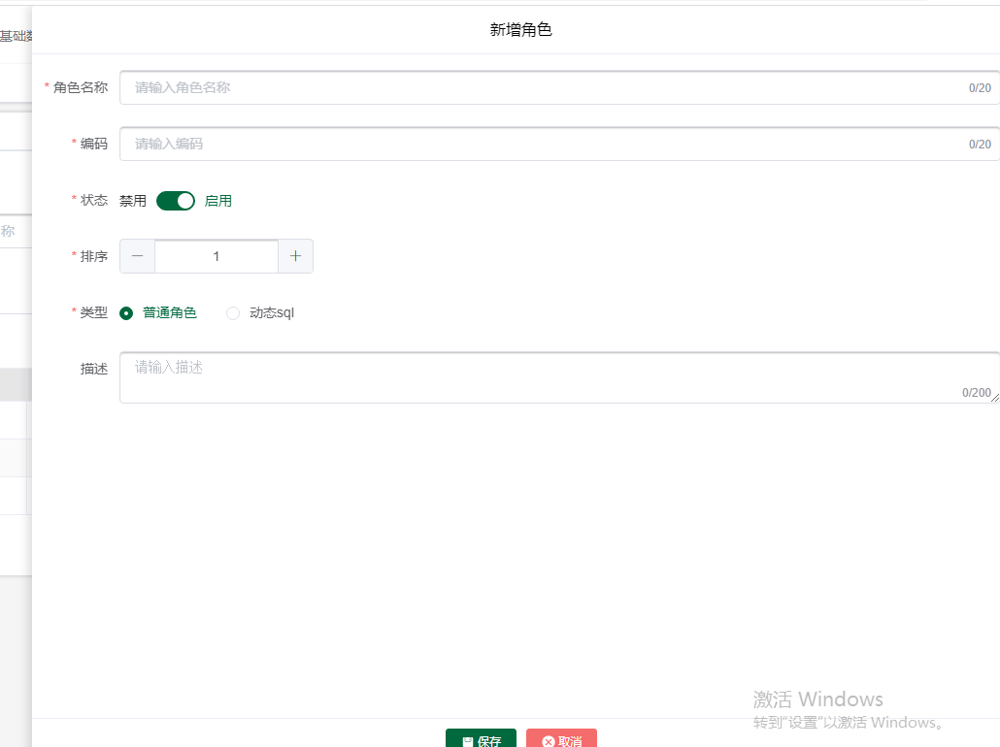 新增角色
基础数
* 角色名称 请输入角色名称 0/20
* 编码 请输入编码 0/20
* 状态 禁用 启用
称
* 排序 — 1 +
* 类型 普通角色 动态sql
描述 请输入描述
0/200
激活 Windows
转到“设置”以激活 Windows。
保存 取消